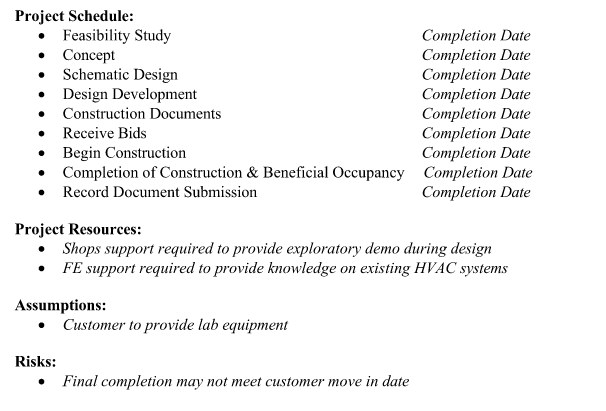 Project Schedule:
• Feasibility Study Completion Date
• Concept Completion Date
• Schematic Design Completion Date
• Design Development Completion Date
• Construction Documents Completion Date
• Receive Bids Completion Date
• Begin Construction Completion Date
• Completion of Construction & Beneficial Occupancy Completion Date
• Record Document Submission Completion Date
Project Resources:
• Shops support required to provide exploratory demo during design
• FE support required to provide knowledge on existing HVAC systems
Assumptions:
• Customer to provide lab equipment
Risks:
• Final completion may not meet customer move in date